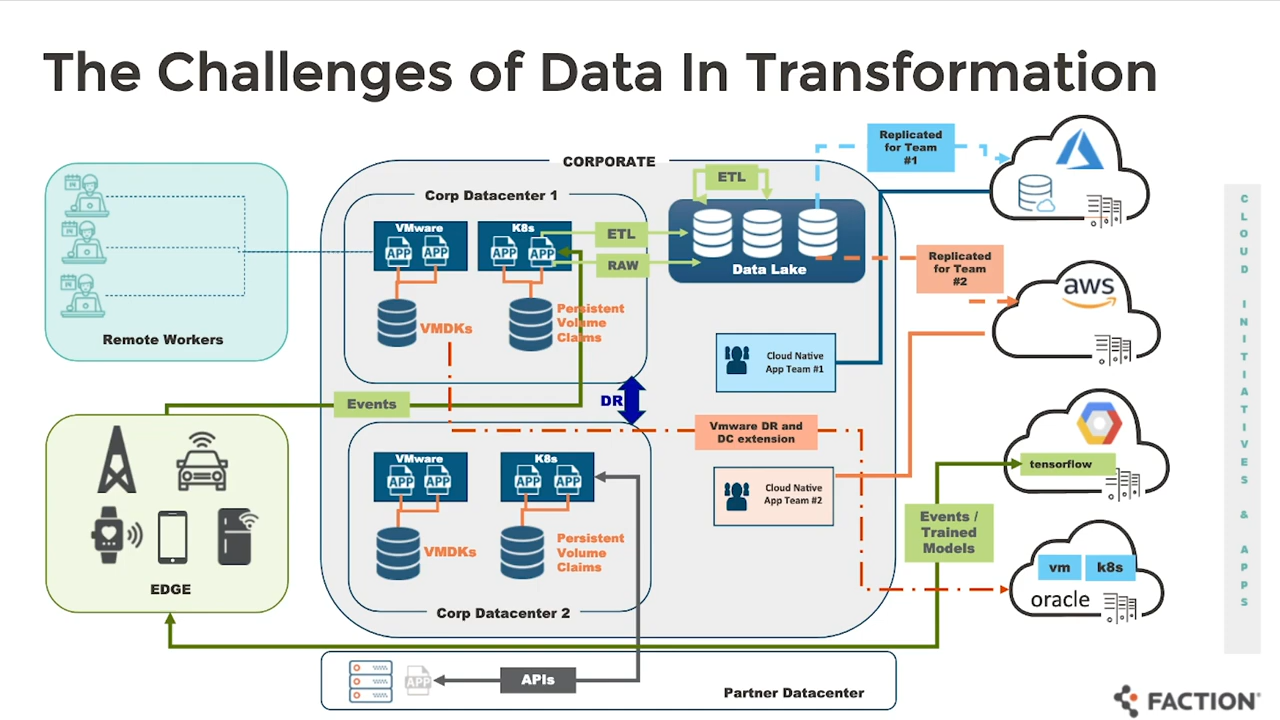 The Challenges of Data In Transformation
Replicated
for Team
#1
CORPORATE
ETL
Corp Datacenter 1
VMware
APP
APP
K8s
APP
APP
ETL
RAW
Data Lake
Replicated
for Team
#2
aws
Remote Workers
VMDKs
Persistent
Volume
Claims
Cloud Native
App Team #1
Events
DR
Vmware DR and
DC extension
tensorflow
VMware
APP
APP
K8s
APP
APP
Cloud Native
App Team #2
Events /
Trained
Models
VMDKs
Persistent
Volume
Claims
EDGE
vm
k8s
oracle
Corp Datacenter 2
APP
APIs
Partner Datacenter
CLOUD INITIATIVES & APPS
FACTION